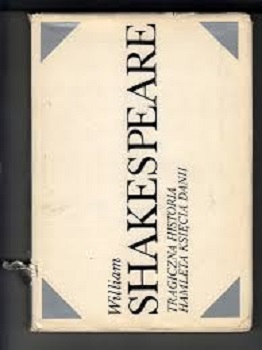 William
SHAKESPEARE
TRAGICZNA HISTORIA
HAMLETA KSIĘCIA DANII